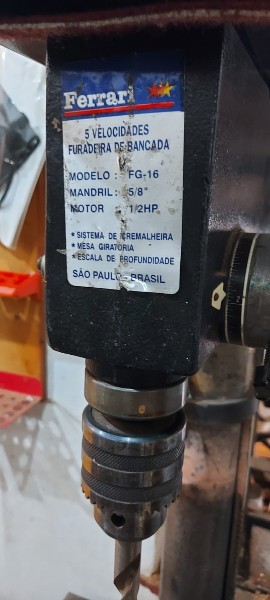 Ferrari
5 VELOCIDADES
FURADEIRA DE BANCADA
MODELO : FG-16
MANDRIL : 5/8"
MOTOR : 1/2HP
* SISTEMA DE CREMALHEIRA
* MESA GIRATÓRIA
* ESCALA DE PROFUNDIDADE
SÃO PAULO - BRASIL